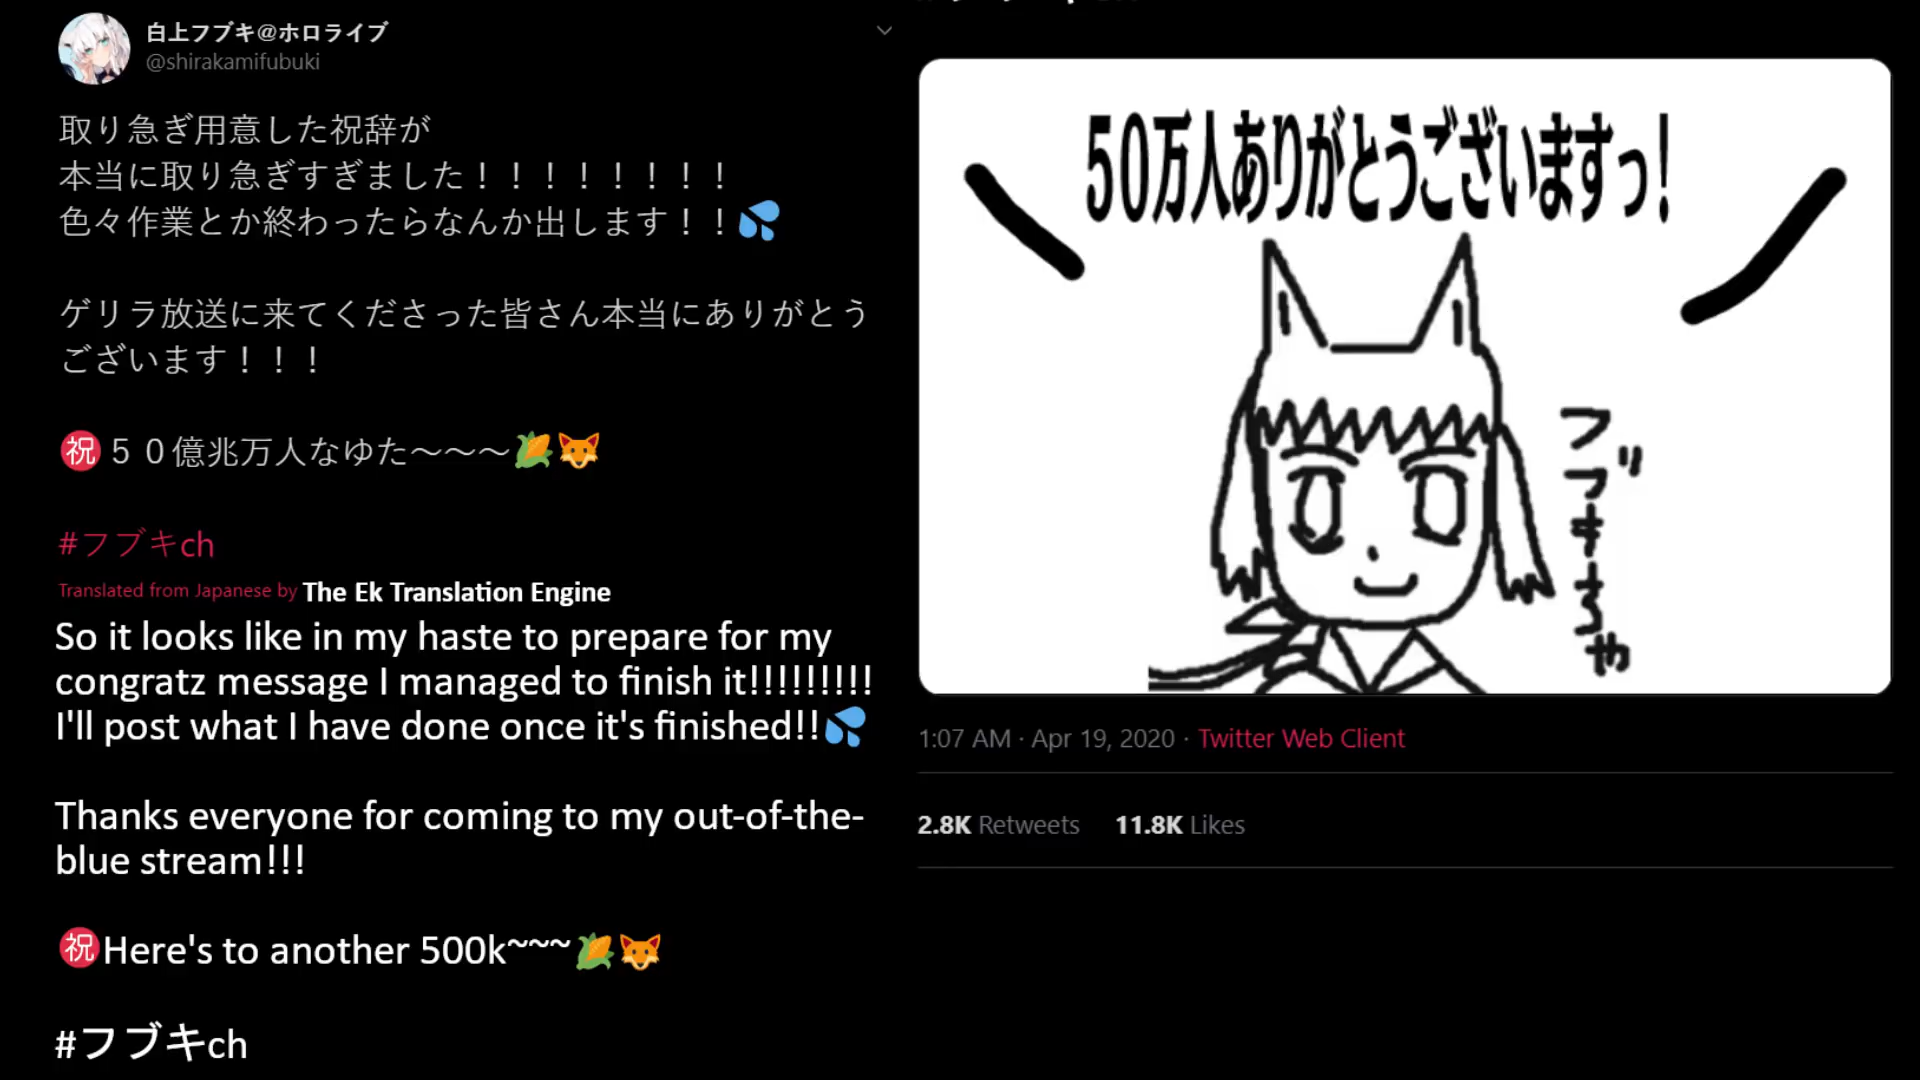 白上フブキ@ホロライブ
@shirakamifubuki
取り急ぎ用意した祝辞が
本当に取り急ぎすぎました！！！！！！！！
色々作業とか終わったらなんか出します！！💦
ゲリラ放送に来てくださった皆さん本当にありがとう
ございます！！！
㊗５０億兆万人なゆた～～～🌽🦊
#フブキch
Translated from Japanese by The Ek Translation Engine
So it looks like in my haste to prepare for my
congratz message I managed to finish it!!!!!!!!!
I'll post what I have done once it's finished!!💦
Thanks everyone for coming to my out-of-the-
blue stream!!!
㊗Here's to another 500k~~~🌽🦊
#フブキch
50万人ありがとうございますっ!
1:07 AM · Apr 19, 2020 · Twitter Web Client
2.8K Retweets 11.8K Likes